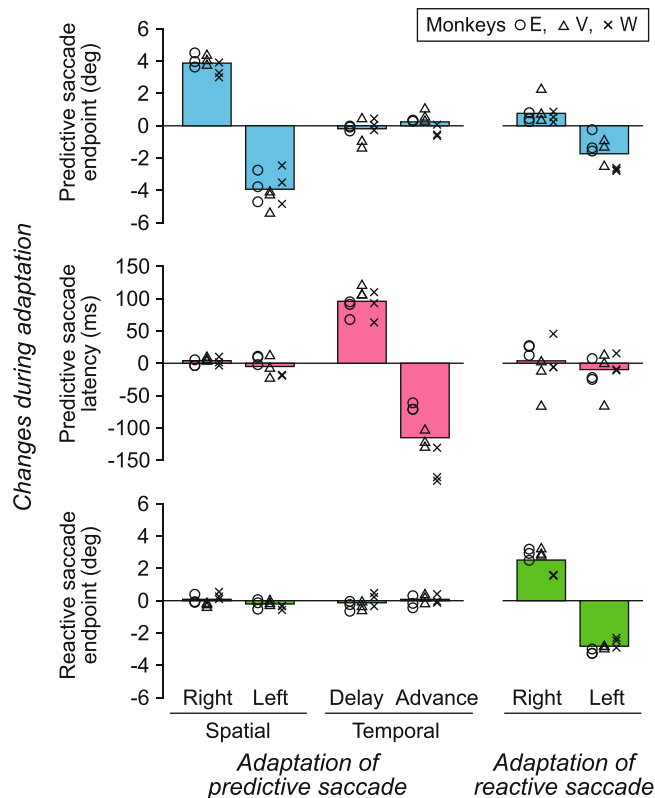 Monkeys ○ E, △ V, × W
Changes during adaptation
Predictive saccade
endpoint (deg)
6
4
2
0
-2
-4
-6
Predictive saccade
latency (ms)
150
100
50
0
-50
-100
-150
Reactive saccade
endpoint (deg)
6
4
2
0
-2
-4
-6
Right Left Delay Advance Right Left
Spatial Temporal
Adaptation of
predictive saccade
Adaptation of
reactive saccade